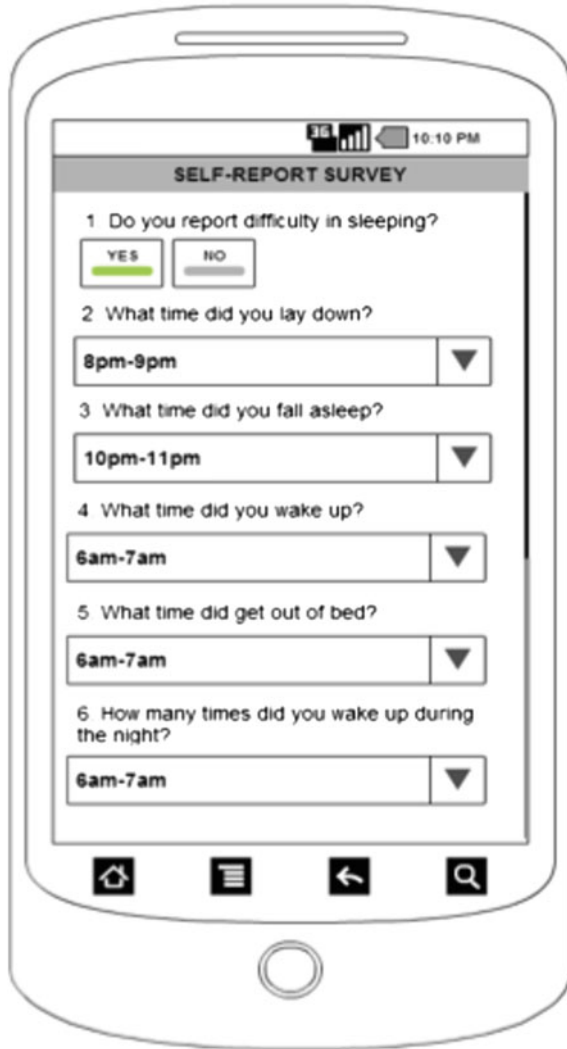 3G 10:10 PM
SELF-REPORT SURVEY
1 Do you report difficulty in sleeping?
YES NO
2 What time did you lay down?
8pm-9pm
3 What time did you fall asleep?
10pm-11pm
4 What time did you wake up?
6am-7am
5 What time did get out of bed?
6am-7am
6 How many times did you wake up during
the night?
6am-7am